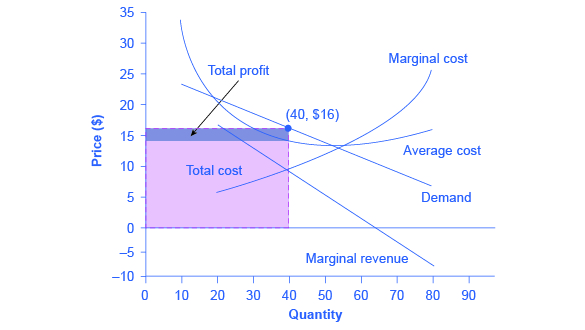 35
30
25
20
15
10
5
0
–5
–10
Price ($)
Total profit
Marginal cost
(40, $16)
Average cost
Total cost
Demand
Marginal revenue
0 10 20 30 40 50 60 70 80 90
Quantity